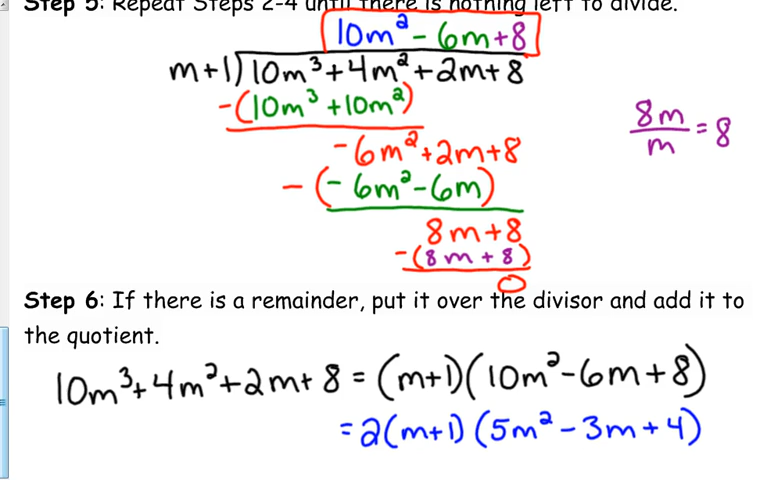 Step 5: Repeat Steps 2-4 until there is nothing left to divide.
10m² - 6m + 8
m+1)10m³ + 4m² + 2m + 8
-(10m³ + 10m²)
-6m² + 2m + 8
8m/m = 8
-(-6m² - 6m)
8m + 8
-(8m + 8)
0
Step 6: If there is a remainder, put it over the divisor and add it to
the quotient.
10m³ + 4m² + 2m + 8 = (m+1)(10m² - 6m + 8)
= 2(m+1)(5m² - 3m + 4)